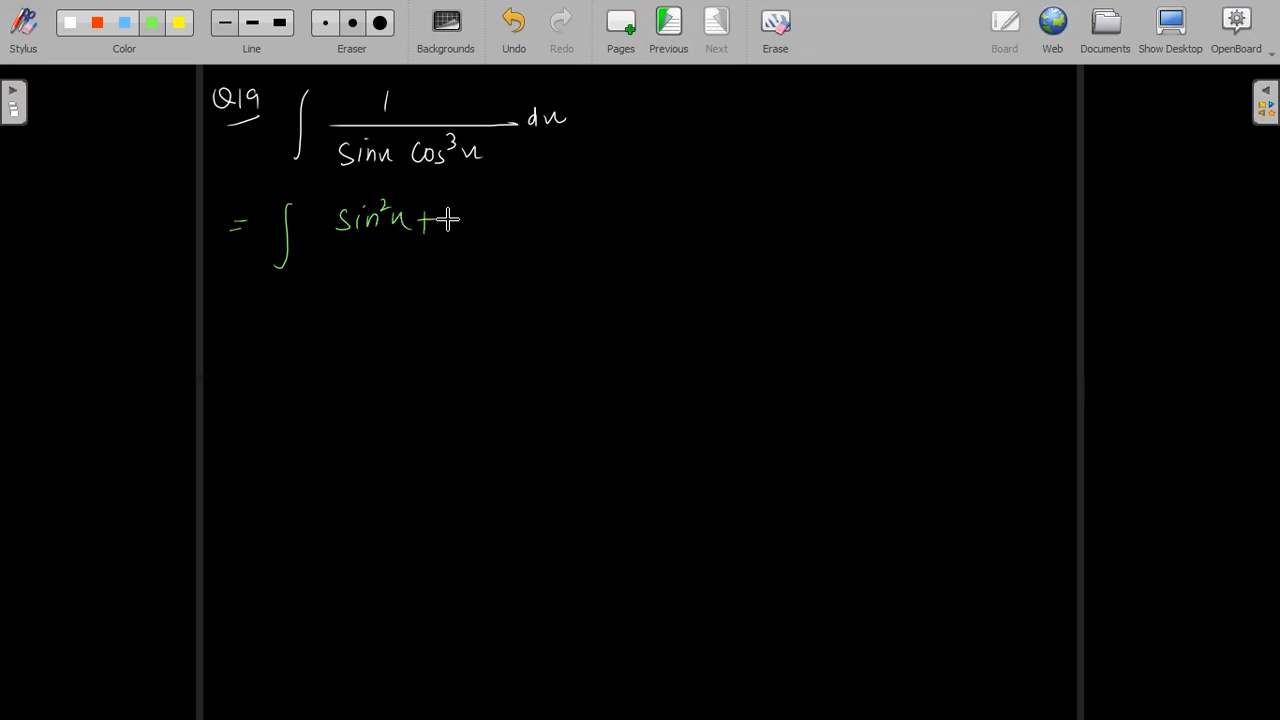 Stylus Color Line Eraser Backgrounds Undo Redo Pages Previous Next Erase Board Web Documents Show Desktop OpenBoard
Q19 ∫ 1 / (sinx cos³x) dx
= ∫ sin²x +